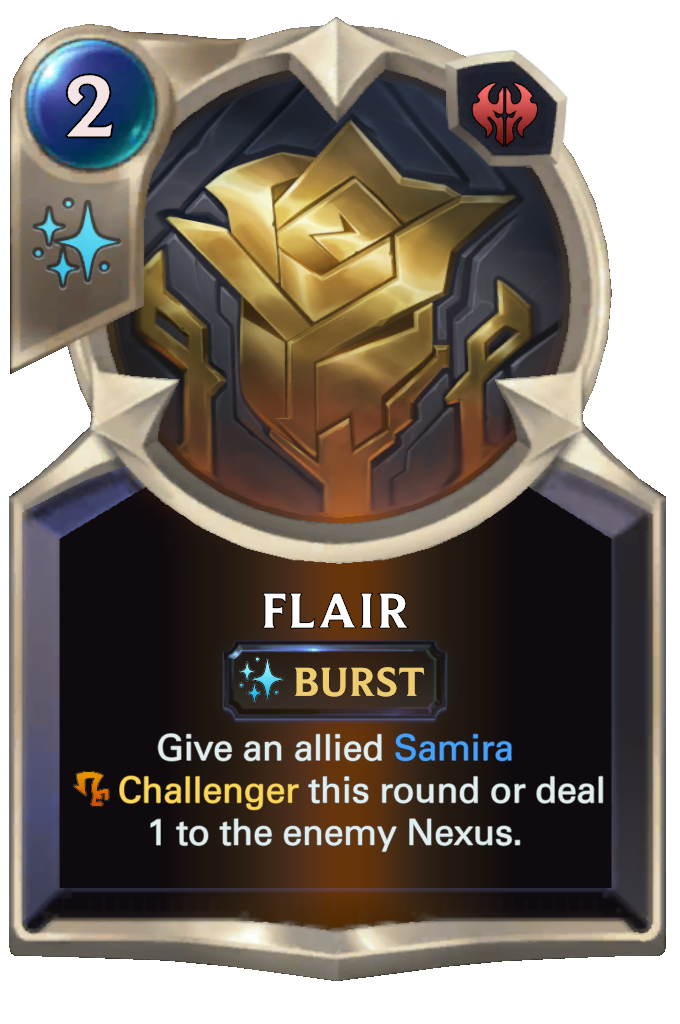 2
FLAIR
BURST
Give an allied Samira
Challenger this round or deal
1 to the enemy Nexus.